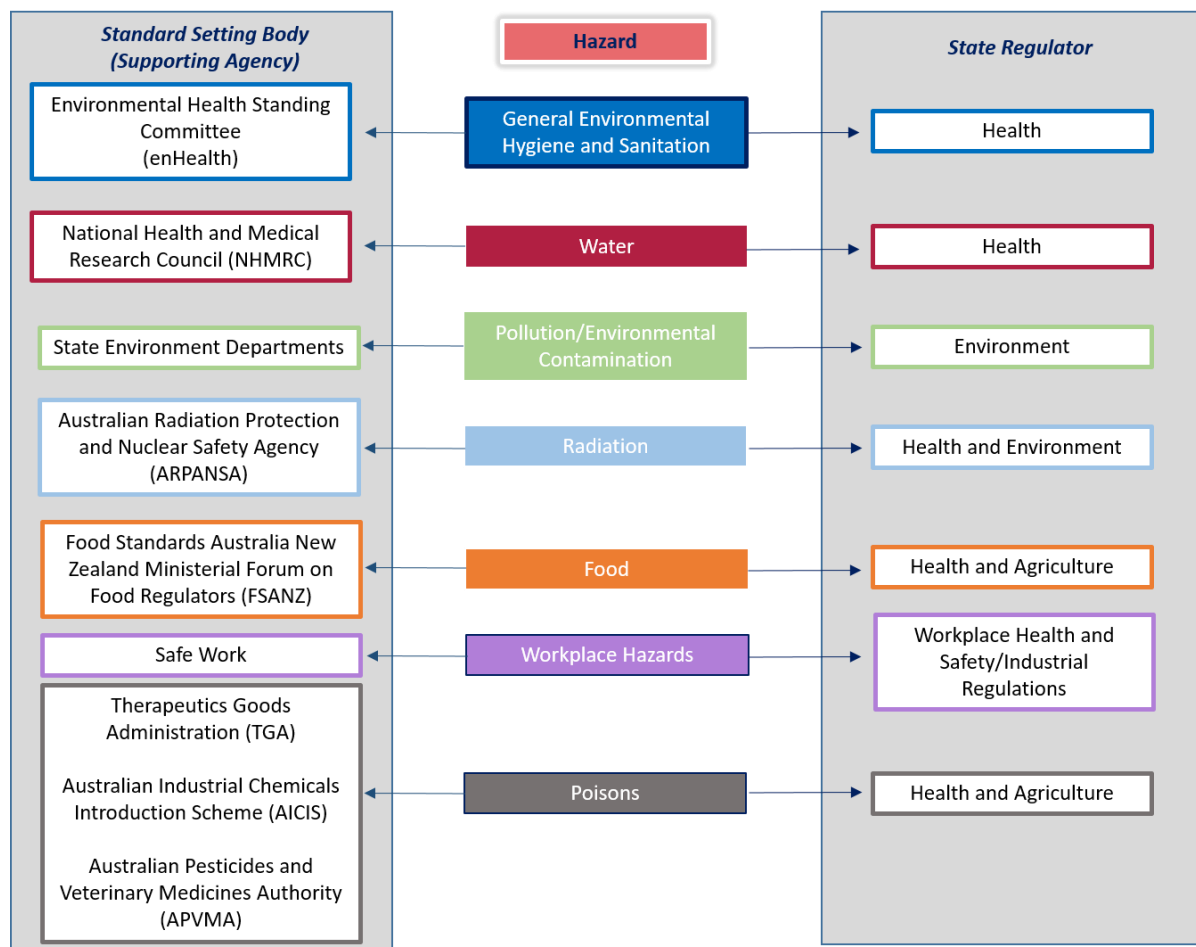 Standard Setting Body
(Supporting Agency)
Hazard
State Regulator
Environmental Health Standing
Committee
(enHealth)
General Environmental
Hygiene and Sanitation
Health
National Health and Medical
Research Council (NHMRC)
Water
Health
State Environment Departments
Pollution/Environmental
Contamination
Environment
Australian Radiation Protection
and Nuclear Safety Agency
(ARPANSA)
Radiation
Health and Environment
Food Standards Australia New
Zealand Ministerial Forum on
Food Regulators (FSANZ)
Food
Health and Agriculture
Safe Work
Workplace Hazards
Workplace Health and
Safety/Industrial
Regulations
Therapeutics Goods
Administration (TGA)
Australian Industrial Chemicals
Introduction Scheme (AICIS)
Australian Pesticides and
Veterinary Medicines Authority
(APVMA)
Poisons
Health and Agriculture